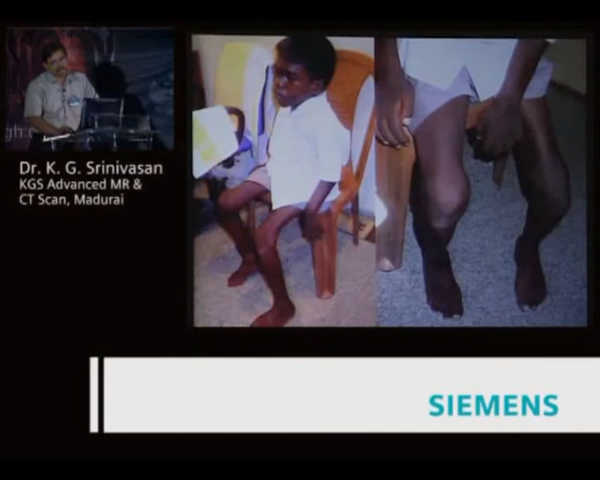 Dr. K. G. Srinivasan
KGS Advanced MR &
CT Scan, Madurai
SIEMENS